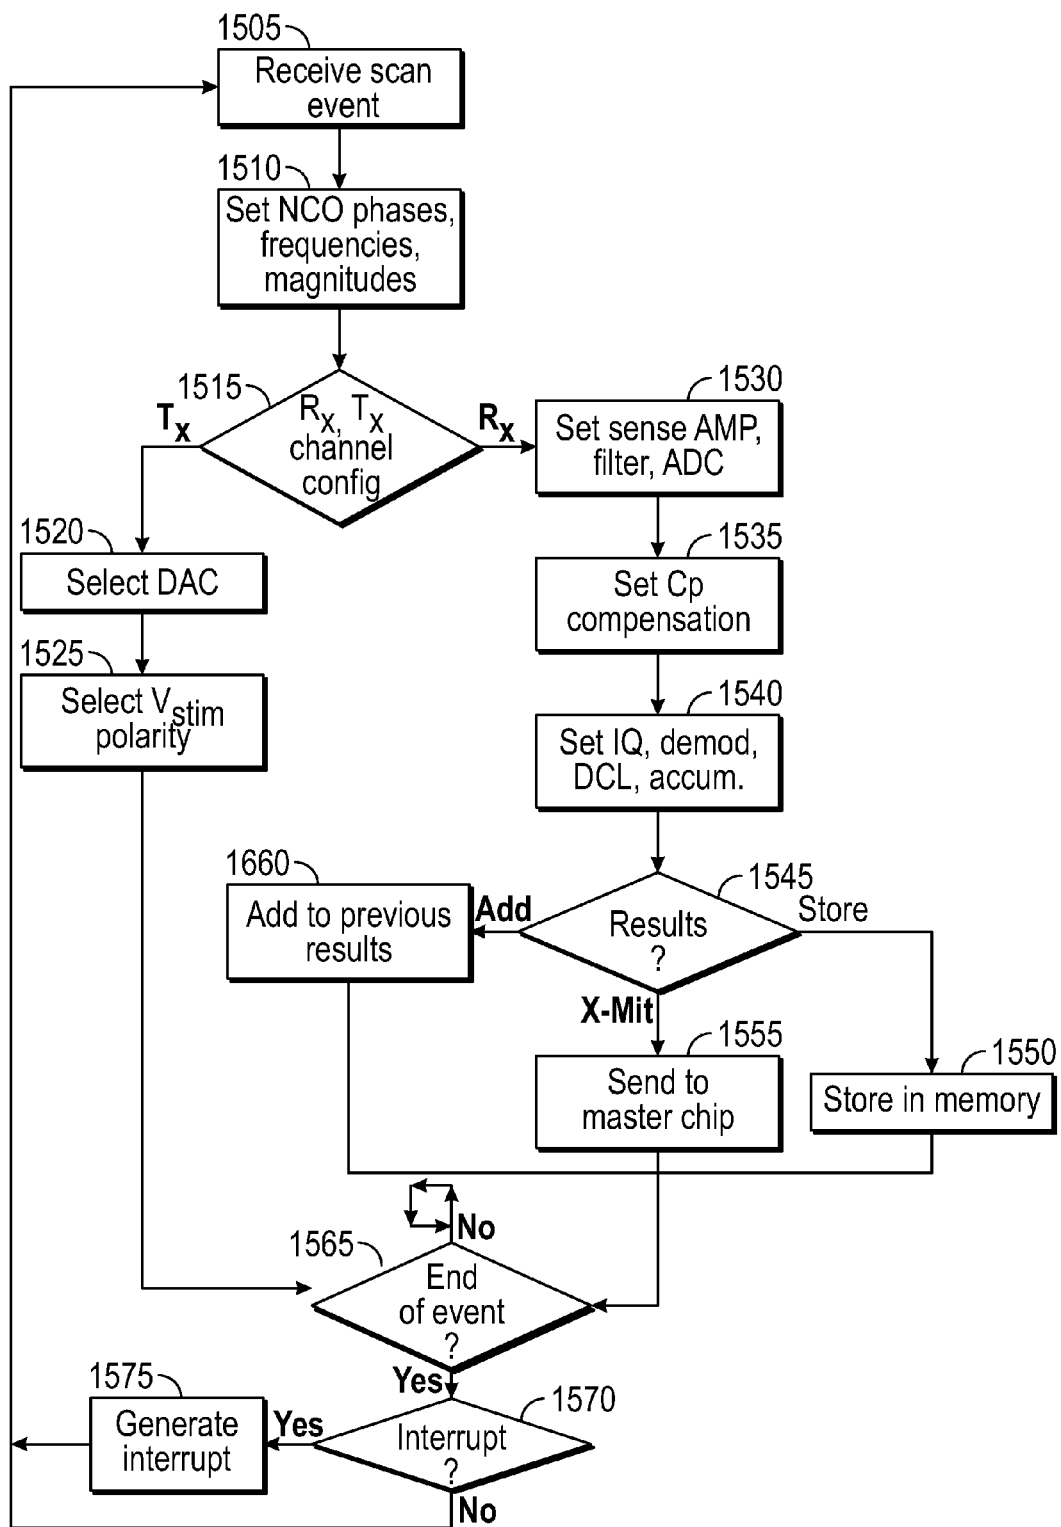 1505
Receive scan
event
1510
Set NCO phases,
frequencies,
magnitudes
1515
Tx
Rx, Tx
channel
config
Rx
1530
Set sense AMP,
filter, ADC
1520
Select DAC
1535
Set Cp
compensation
1525
Select Vstim
polarity
1540
Set IQ, demod,
DCL, accum.
1660
Add to previous
results
Add
1545
Results
?
Store
X-Mit
1555
Send to
master chip
1550
Store in memory
No
1565
End
of event
?
Yes
1575
Generate
interrupt
Yes
1570
Interrupt
?
No